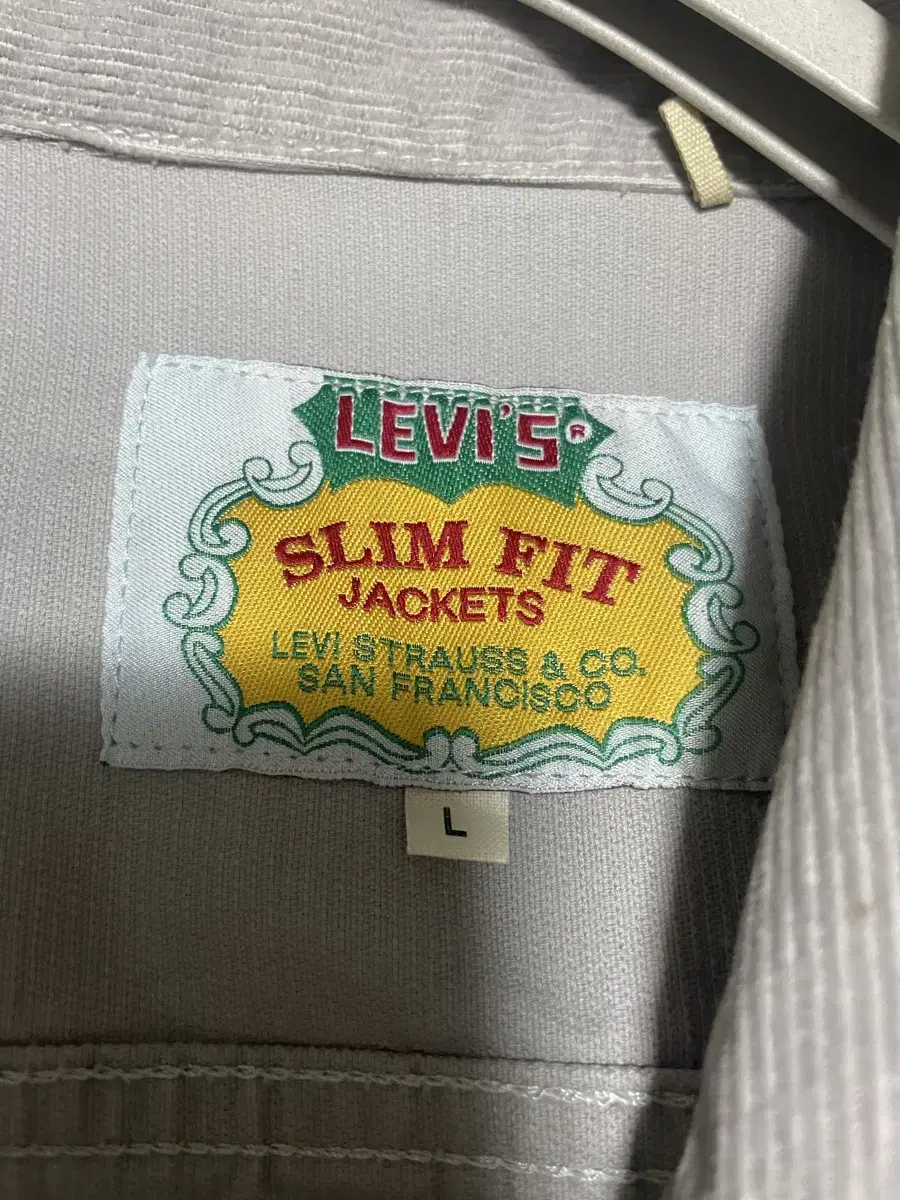 LEVI'S®
SLIM FIT
JACKETS
LEVI STRAUSS & CO.
SAN FRANCISCO
L